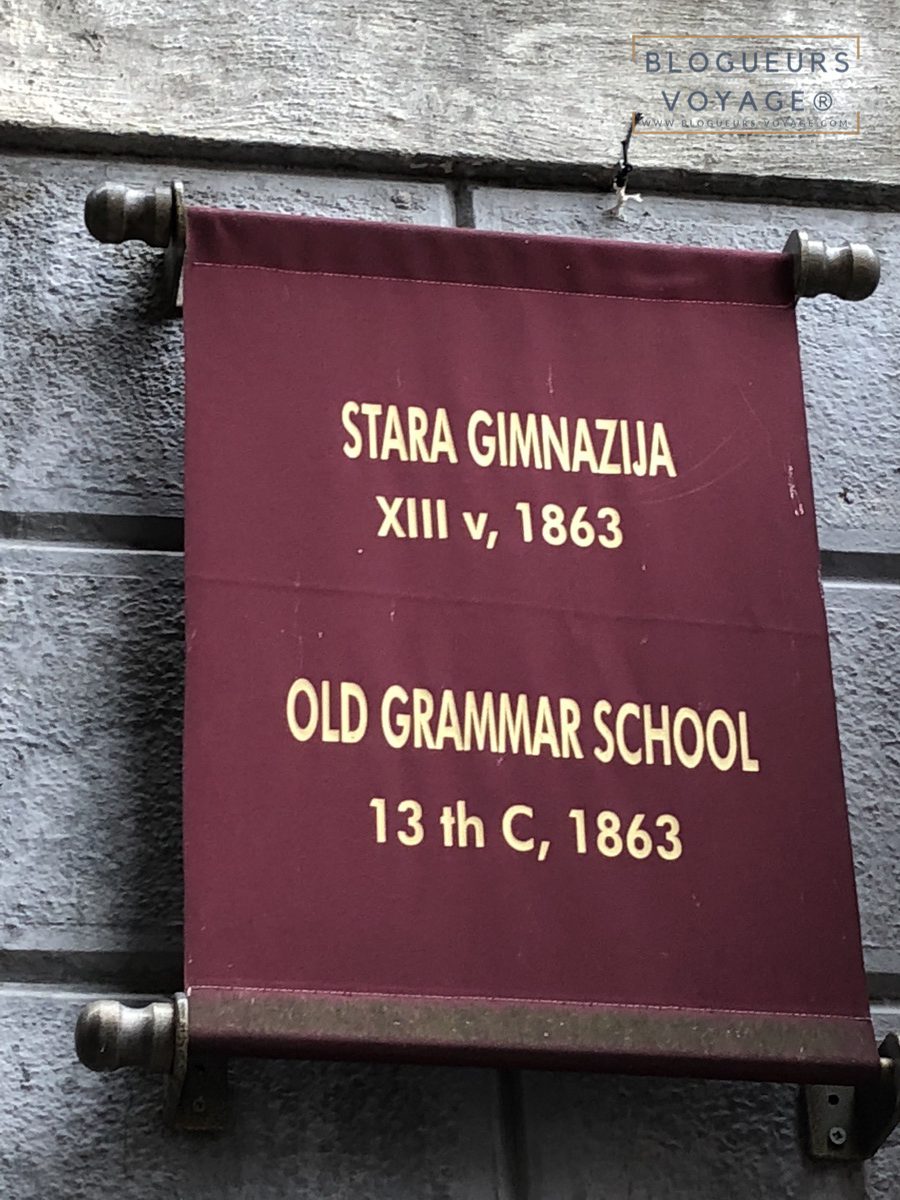 BLOGUEURS
VOYAGE®
WWW.BLOGUEURS-VOYAGE.COM
STARA GIMNAZIJA
XIII v, 1863
OLD GRAMMAR SCHOOL
13 th C, 1863